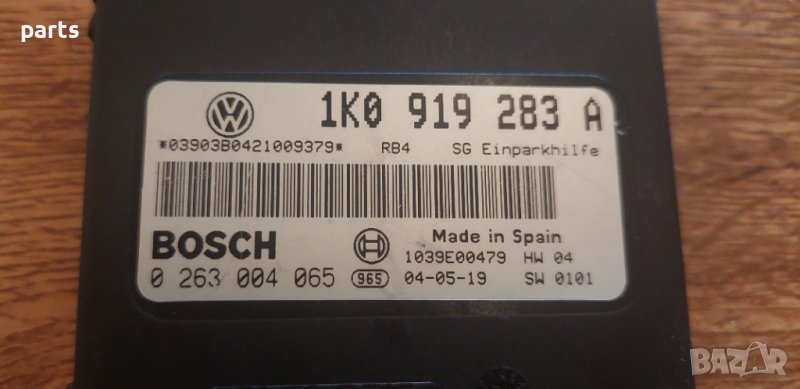 parts
1K0 919 283 A
*03903B0421009379* RB4 SG Einparkhilfe
BOSCH Made in Spain
1039E00479 HW 04
0 263 004 065 965 04-05-19 SW 0101
BAZAR